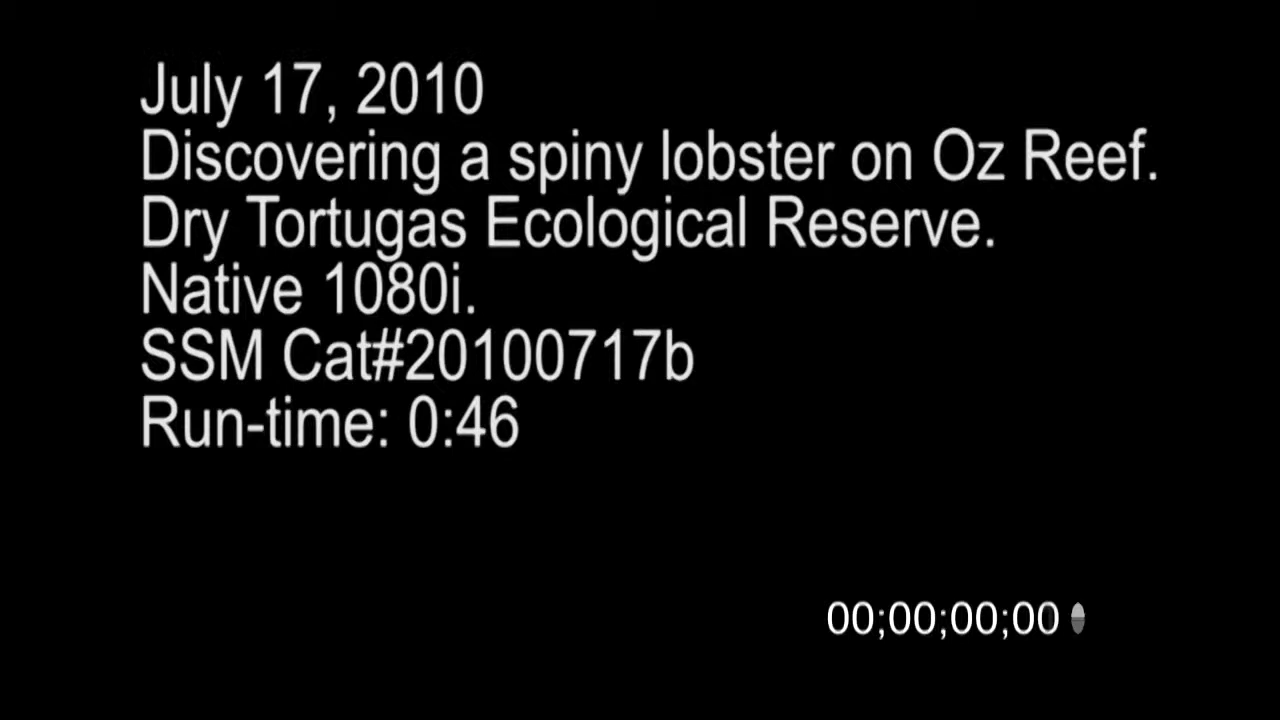 July 17, 2010
Discovering a spiny lobster on Oz Reef.
Dry Tortugas Ecological Reserve.
Native 1080i.
SSM Cat#20100717b
Run-time: 0:46
00;00;00;00